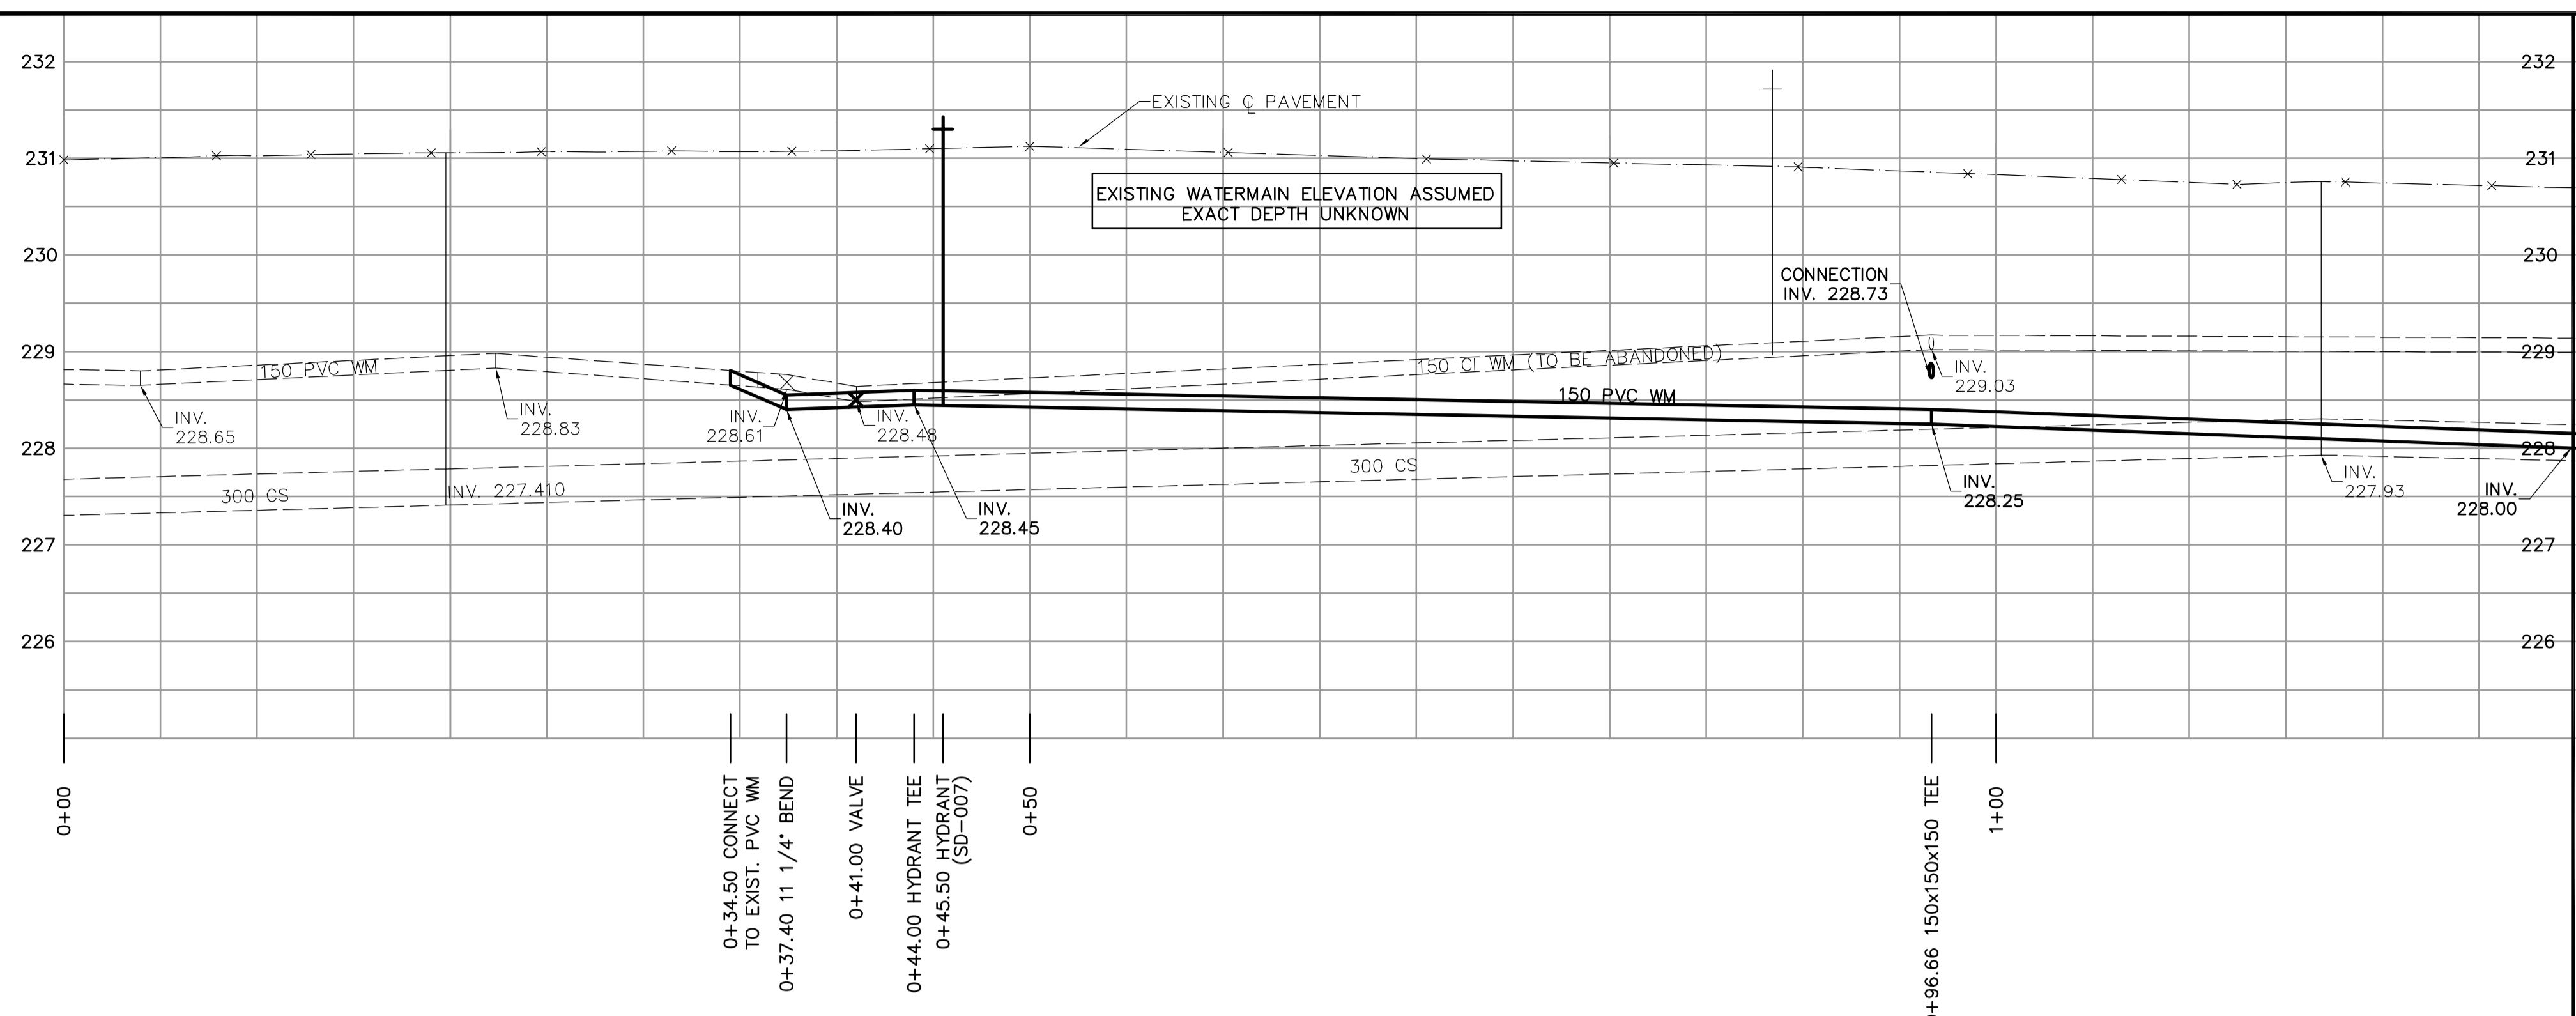 232
232
EXISTING ℄ PAVEMENT
231
231
EXISTING WATERMAIN ELEVATION ASSUMED
EXACT DEPTH UNKNOWN
230
230
CONNECTION
INV. 228.73
229
229
150 PVC WM
150 CI WM (TO BE ABANDONED)
INV.
229.03
150 PVC WM
INV.
228.65
INV.
228.83
INV.
228.61
INV.
228.48
228
228
300 CS
INV. 227.410
300 CS
INV.
228.40
INV.
228.45
INV.
228.25
INV.
227.93
INV.
228.00
227
227
226
226
0+00
0+34.50 CONNECT
TO EXIST. PVC WM
0+37.40 11 1/4° BEND
0+41.00 VALVE
0+44.00 HYDRANT TEE
0+45.50 HYDRANT
(SD-007)
0+50
0+96.66 150x150x150 TEE
1+00